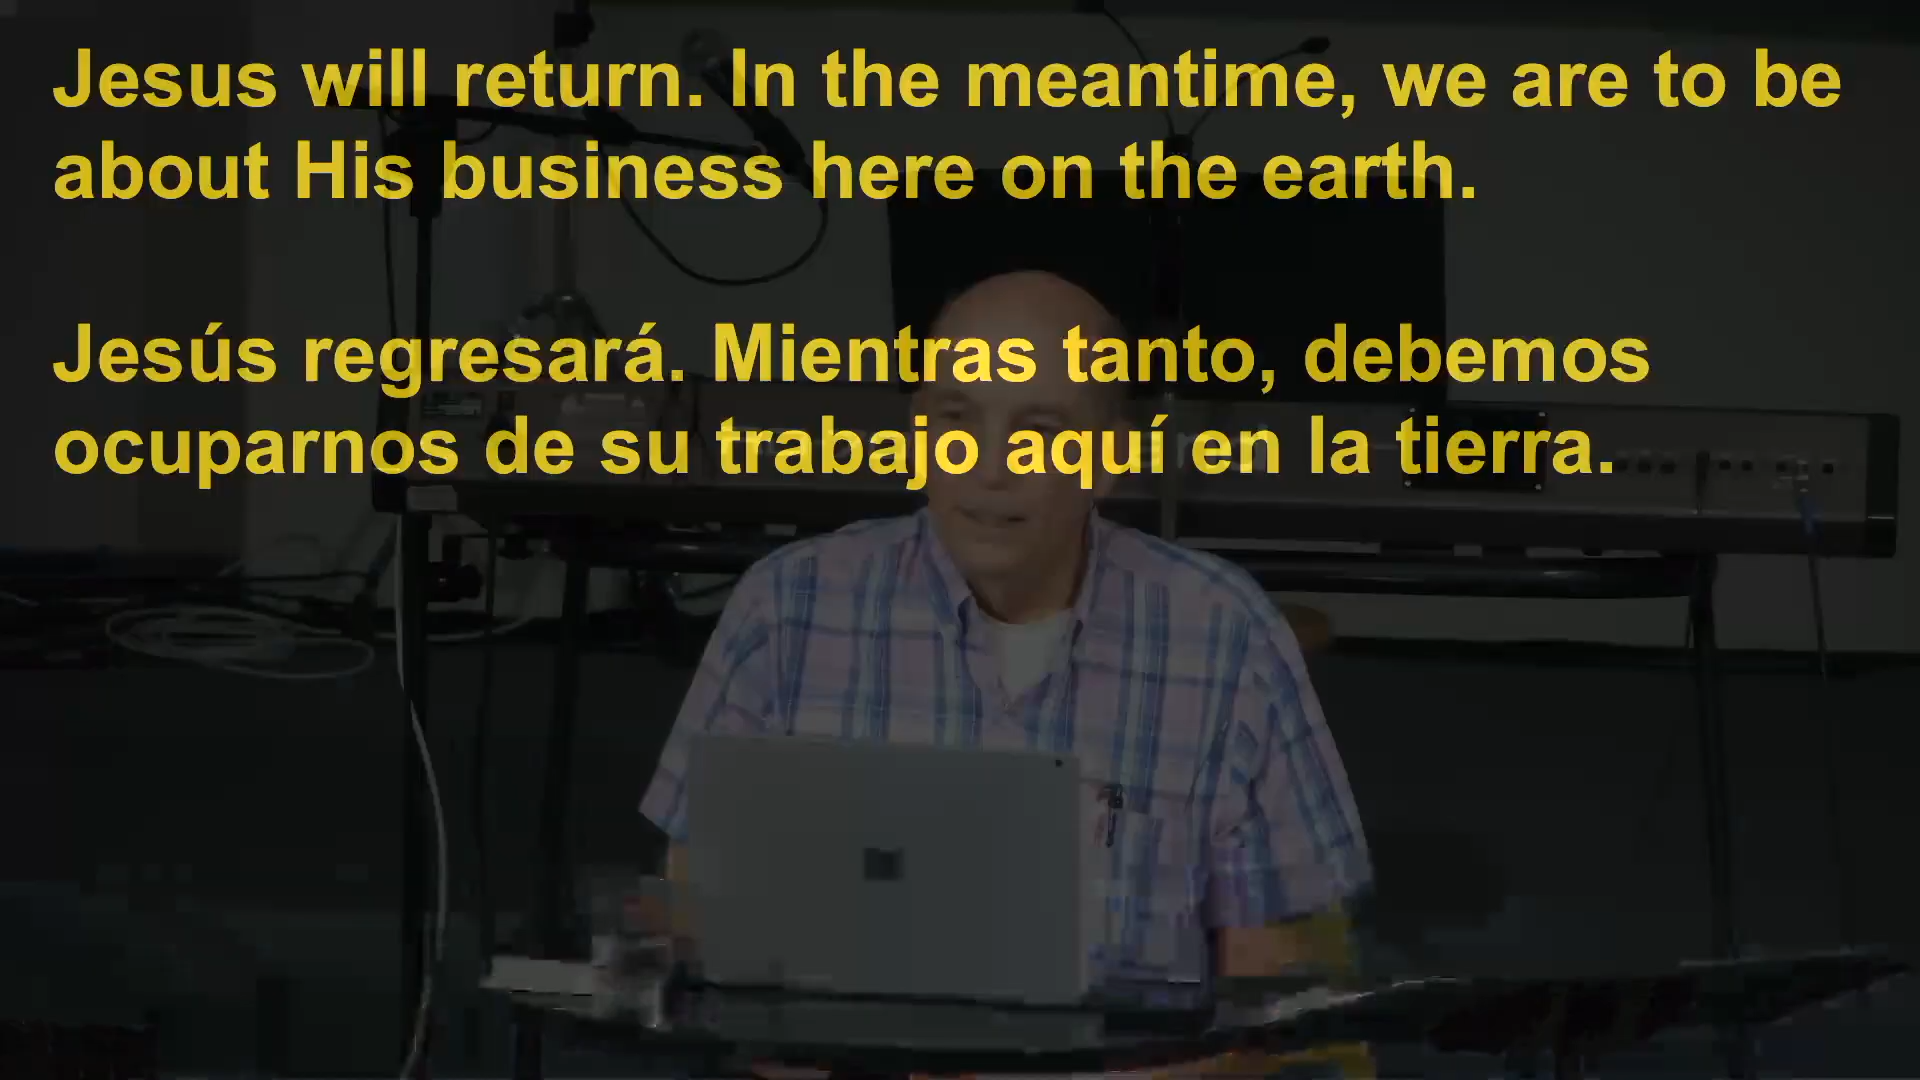 Jesus will return. In the meantime, we are to be
about His business here on the earth.
Jesús regresará. Mientras tanto, debemos
ocuparnos de su trabajo aquí en la tierra.